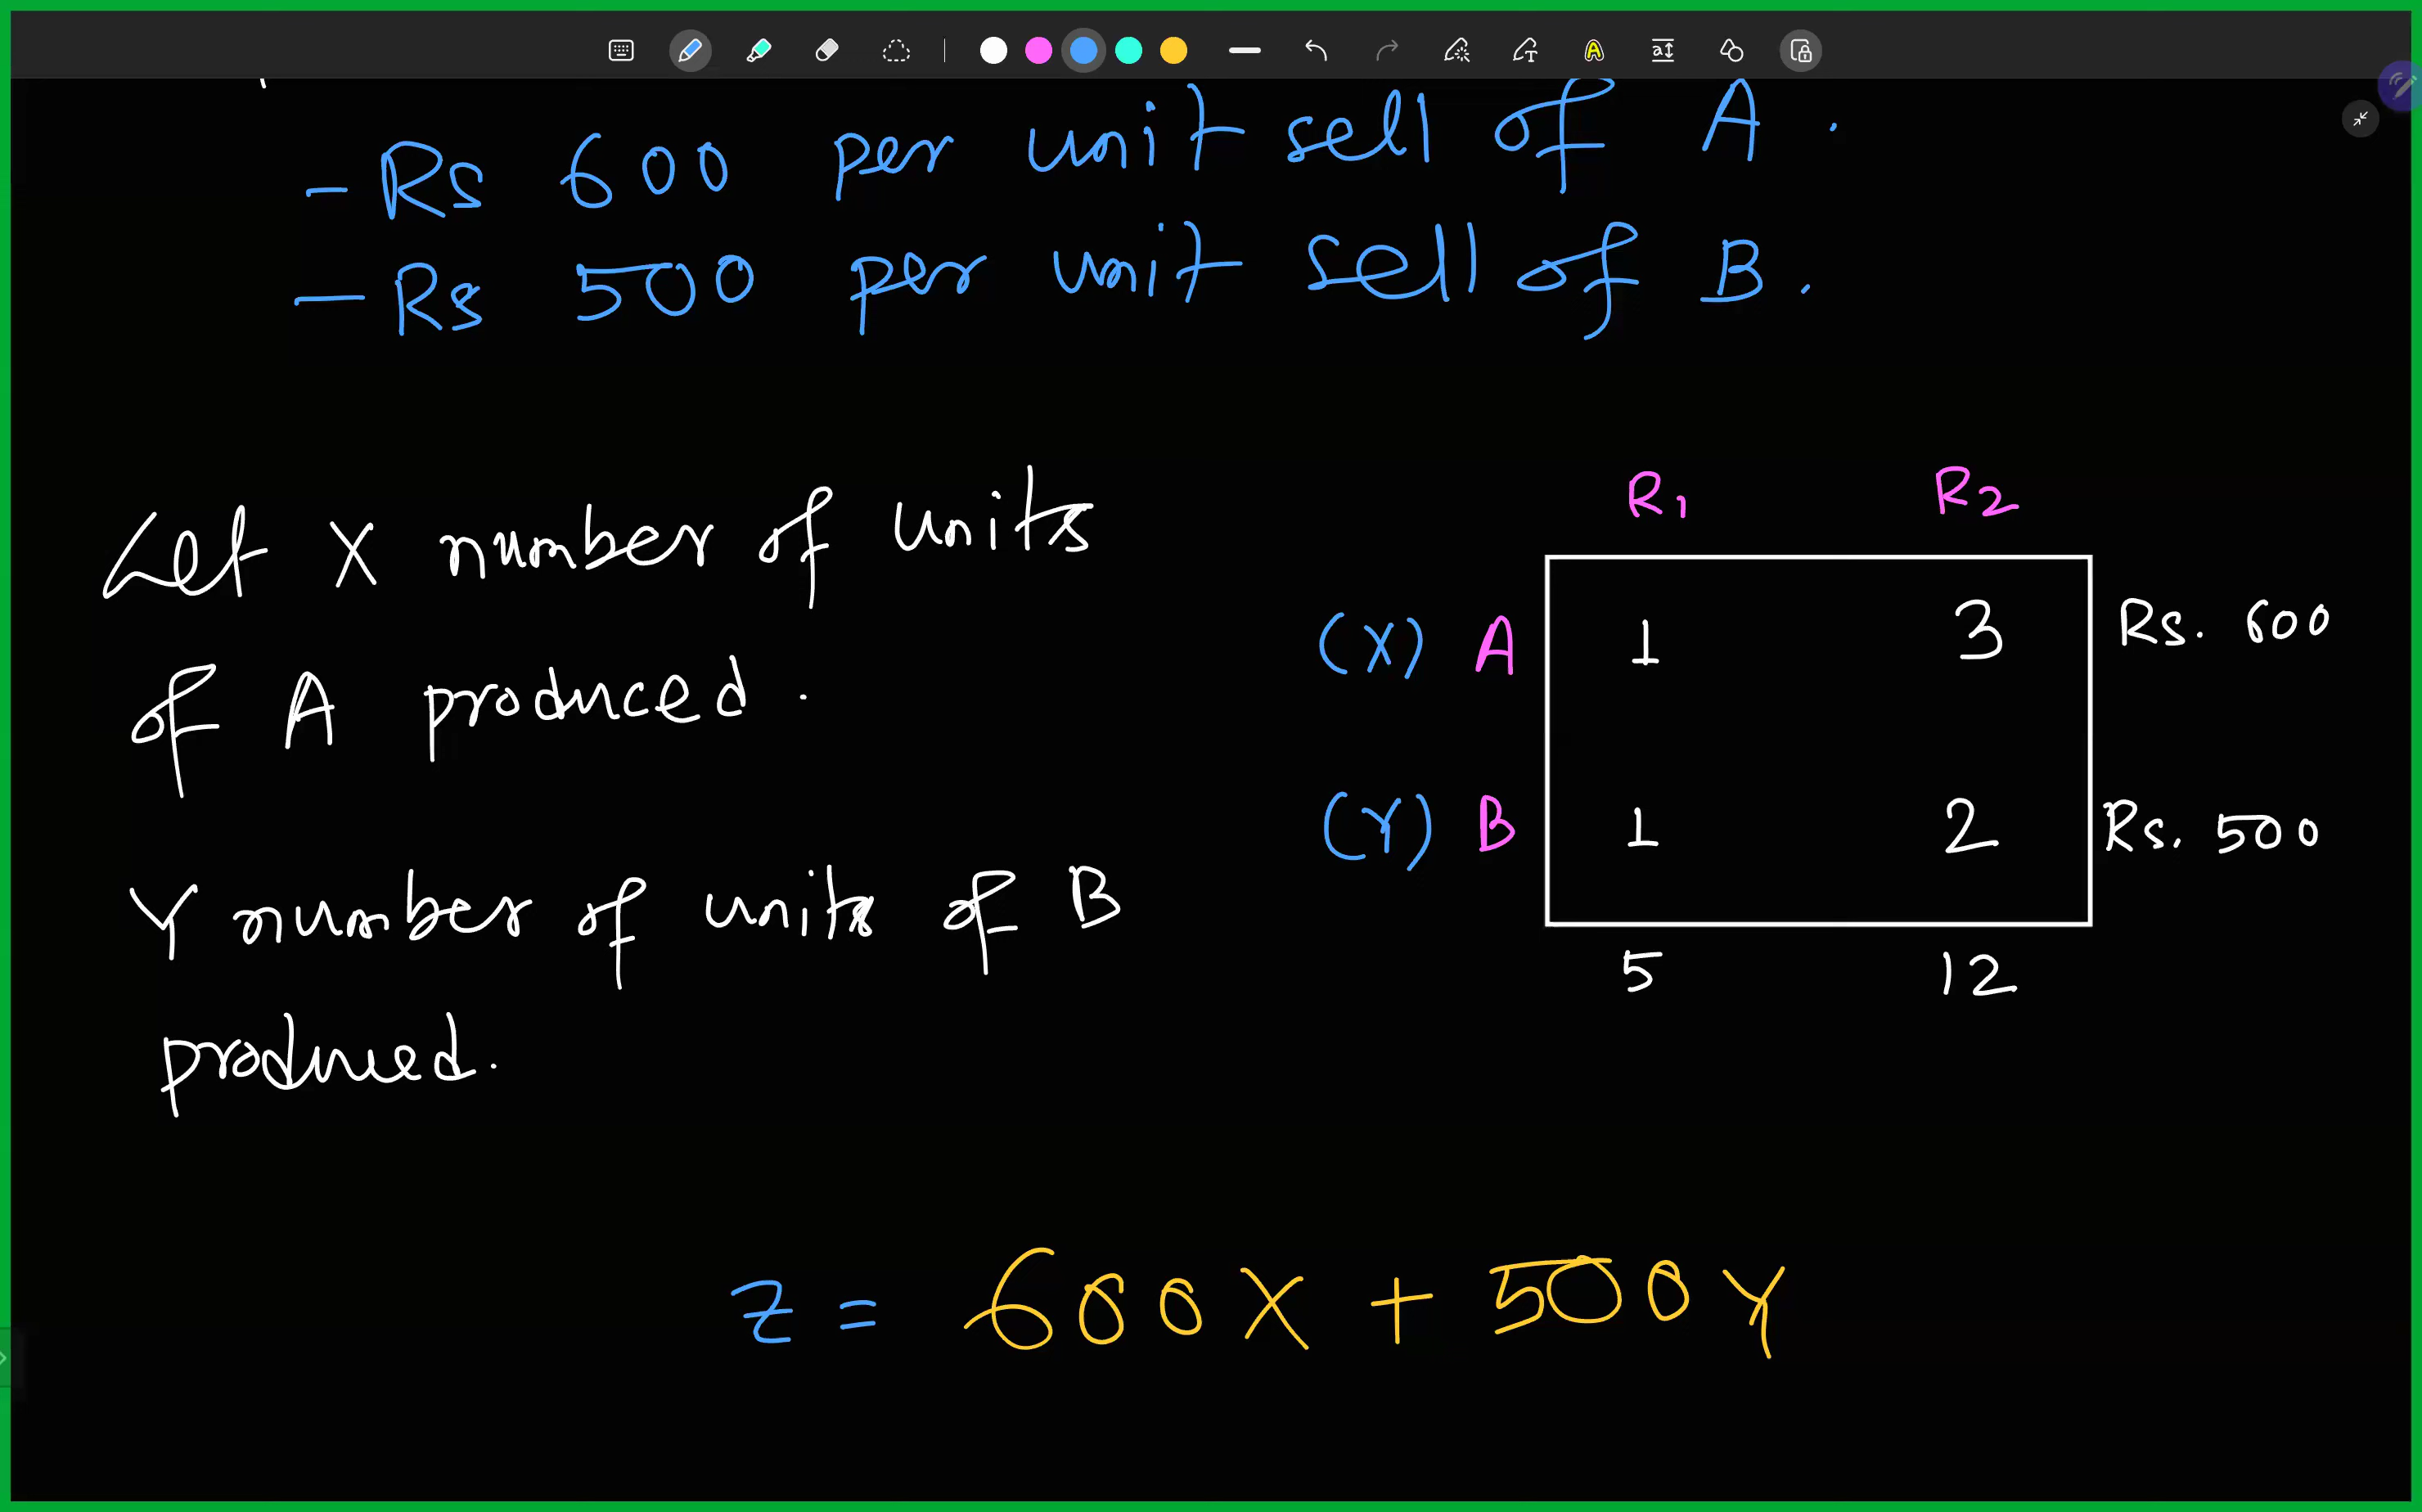 - Rs 600 per unit sell of A.
- Rs 500 per unit sell of B.
Let X number of units
of A produced.
Y number of units of B
produced.
R1 R2
(X) A 1 3 Rs. 600
(Y) B 1 2 Rs. 500
5 12
z = 600X + 500Y